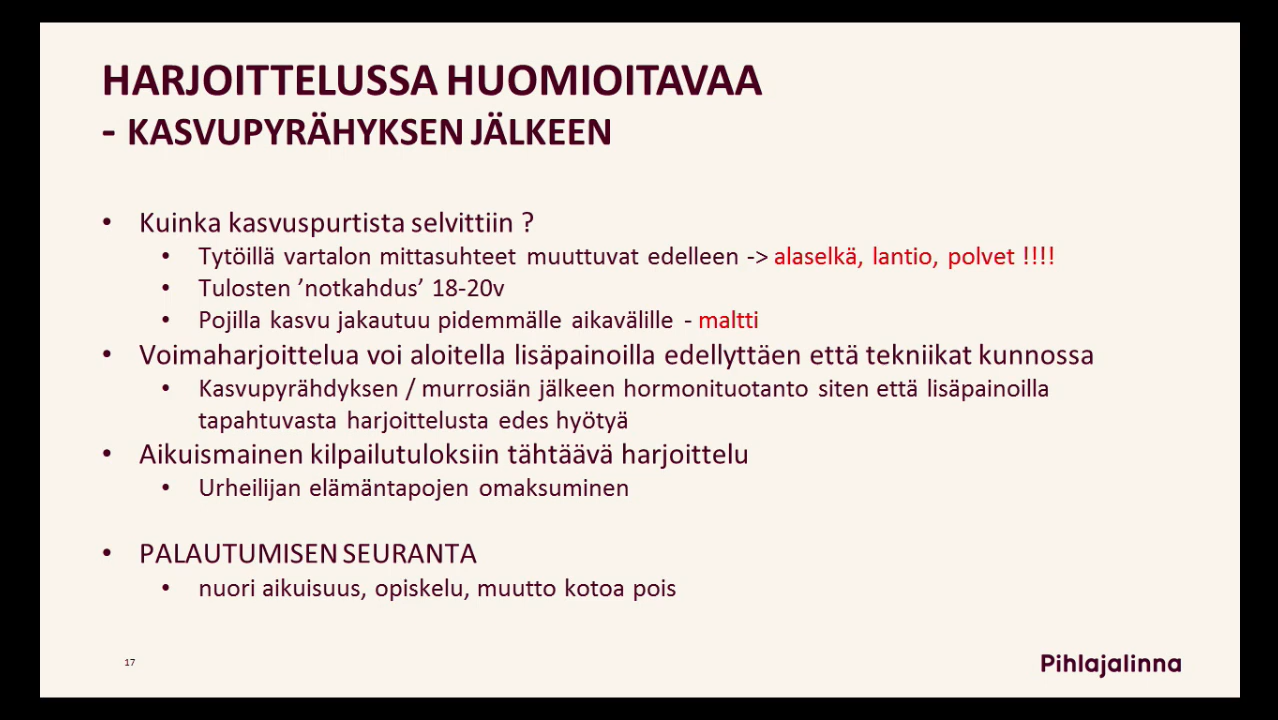 HARJOITTELUSSA HUOMIOITAVAA
- KASVUPYRÄHYKSEN JÄLKEEN
• Kuinka kasvuspurtista selvittiin ?
• Tytöillä vartalon mittasuhteet muuttuvat edelleen -> alaselkä, lantio, polvet !!!!
• Tulosten ’notkahdus’ 18-20v
• Pojilla kasvu jakautuu pidemmälle aikavälille - maltti
• Voimaharjoittelua voi aloitella lisäpainoilla edellyttäen että tekniikat kunnossa
• Kasvupyrähdyksen / murrosiän jälkeen hormonituotanto siten että lisäpainoilla
tapahtuvasta harjoittelusta edes hyötyä
• Aikuismainen kilpailutuloksiin tähtäävä harjoittelu
• Urheilijan elämäntapojen omaksuminen
• PALAUTUMISEN SEURANTA
• nuori aikuisuus, opiskelu, muutto kotoa pois
17
Pihlajalinna